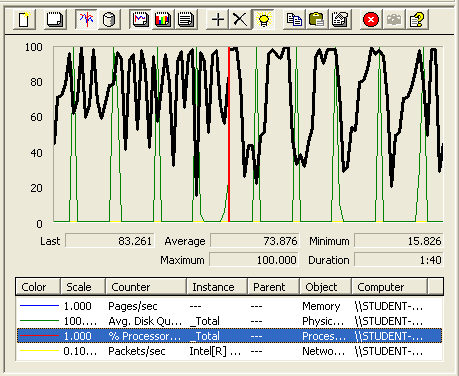 100
80
60
40
20
0
Last 83.261 Average 73.876 Minimum 15.826
Maximum 100.000 Duration 1:40
Color Scale Counter Instance Parent Object Computer
1.000 Pages/sec --- --- Memory \\STUDENT-...
100.... Avg. Disk Qu... _Total --- Physic... \\STUDENT-...
1.000 % Processor... _Total --- Proces... \\STUDENT-...
0.10... Packets/sec Intel[R] ... --- Netwo... \\STUDENT-...